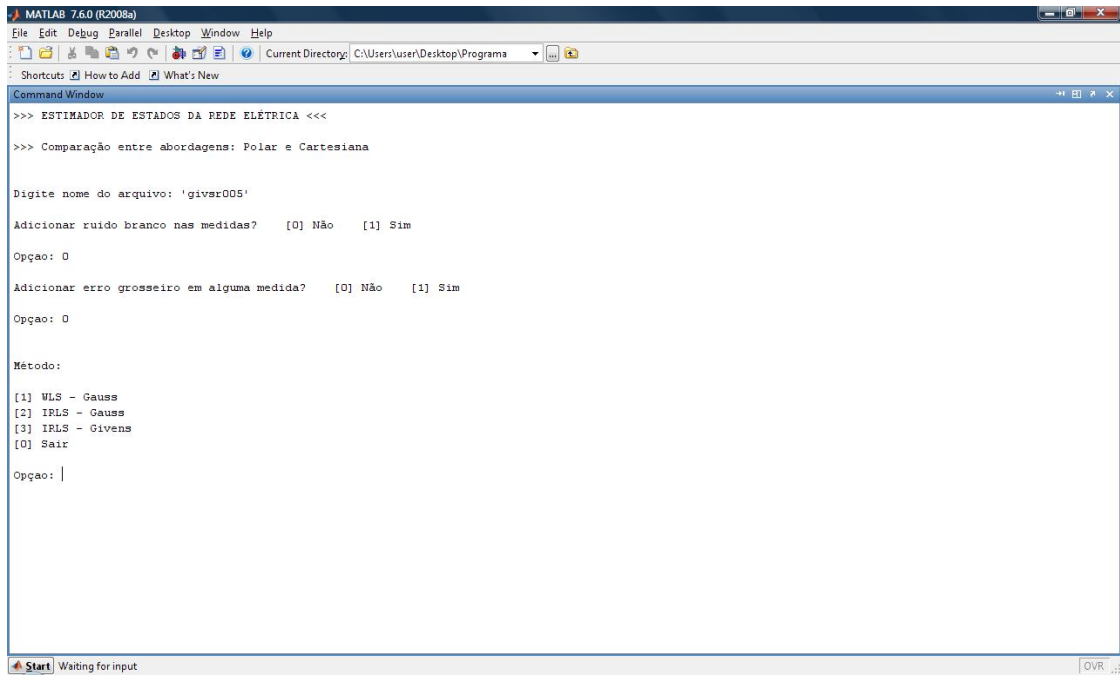 MATLAB 7.6.0 (R2008a)
File Edit Debug Parallel Desktop Window Help
Current Directory: C:\Users\user\Desktop\Programa
Shortcuts How to Add What's New
Command Window
>>> ESTIMADOR DE ESTADOS DA REDE ELÉTRICA <<<
>>> Comparação entre abordagens: Polar e Cartesiana
Digite nome do arquivo: 'givsr005'
Adicionar ruido branco nas medidas? [0] Não [1] Sim
Opçao: 0
Adicionar erro grosseiro em alguma medida? [0] Não [1] Sim
Opçao: 0
Método:
[1] WLS - Gauss
[2] IRLS - Gauss
[3] IRLS - Givens
[0] Sair
Opçao:
Start Waiting for input
OVR